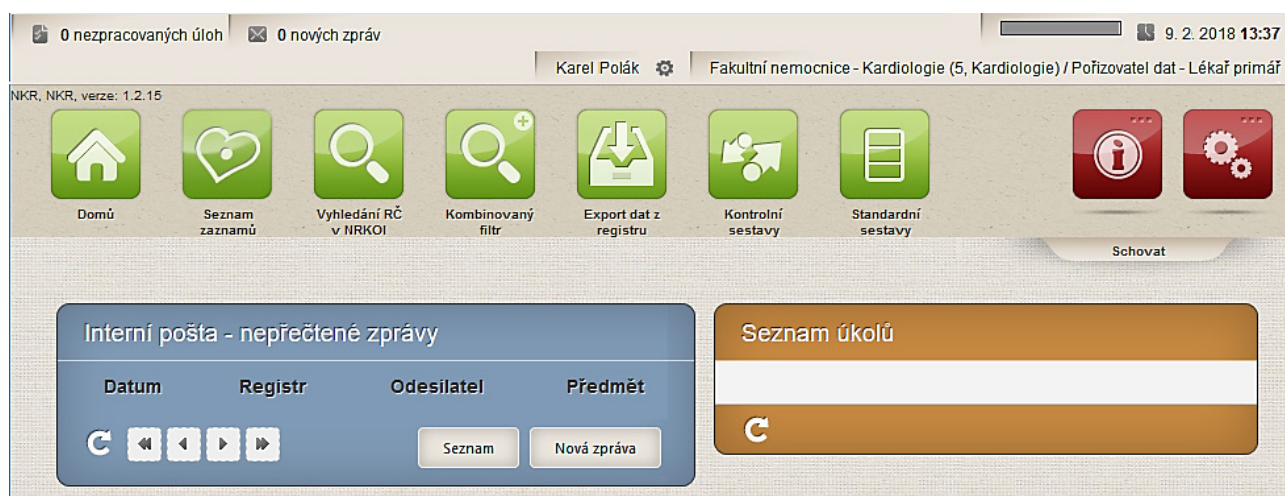 0 nezpracovaných úloh 0 nových zpráv 9. 2. 2018 13:37
Karel Polák Fakultní nemocnice - Kardiologie (5, Kardiologie) / Pořizovatel dat - Lékař primář
NKR, NKR, verze: 1.2.15
Domů
Seznam
zaznamů
Vyhledání RČ
v NRKOI
Kombinovaný
filtr
Export dat z
registru
Kontrolní
sestavy
Standardní
sestavy
Schovat
Interní pošta - nepřečtené zprávy
Datum Registr Odesilatel Předmět
Seznam Nová zpráva
Seznam úkolů